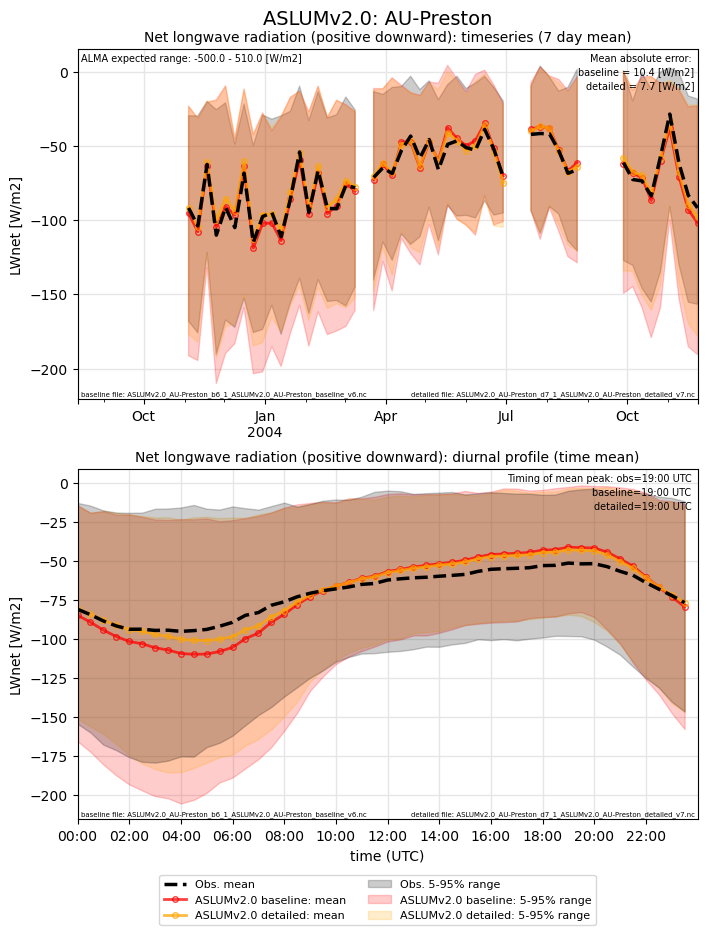 ASLUMv2.0: AU-Preston
Net longwave radiation (positive downward): timeseries (7 day mean)
ALMA expected range: -500.0 - 510.0 [W/m2]
Mean absolute error:
baseline = 10.4 [W/m2]
detailed = 7.7 [W/m2]
0
−50
−100
−150
−200
LWnet [W/m2]
baseline file: ASLUMv2.0_AU-Preston_b6_1_ASLUMv2.0_AU-Preston_baseline_v6.nc
detailed file: ASLUMv2.0_AU-Preston_d7_1_ASLUMv2.0_AU-Preston_detailed_v7.nc
Oct Jan Apr Jul Oct
2004
Net longwave radiation (positive downward): diurnal profile (time mean)
Timing of mean peak: obs=19:00 UTC
baseline=19:00 UTC
detailed=19:00 UTC
0
−25
−50
−75
−100
−125
−150
−175
−200
LWnet [W/m2]
baseline file: ASLUMv2.0_AU-Preston_b6_1_ASLUMv2.0_AU-Preston_baseline_v6.nc
detailed file: ASLUMv2.0_AU-Preston_d7_1_ASLUMv2.0_AU-Preston_detailed_v7.nc
00:00 02:00 04:00 06:00 08:00 10:00 12:00 14:00 16:00 18:00 20:00 22:00
time (UTC)
Obs. mean
ASLUMv2.0 baseline: mean
ASLUMv2.0 detailed: mean
Obs. 5-95% range
ASLUMv2.0 baseline: 5-95% range
ASLUMv2.0 detailed: 5-95% range